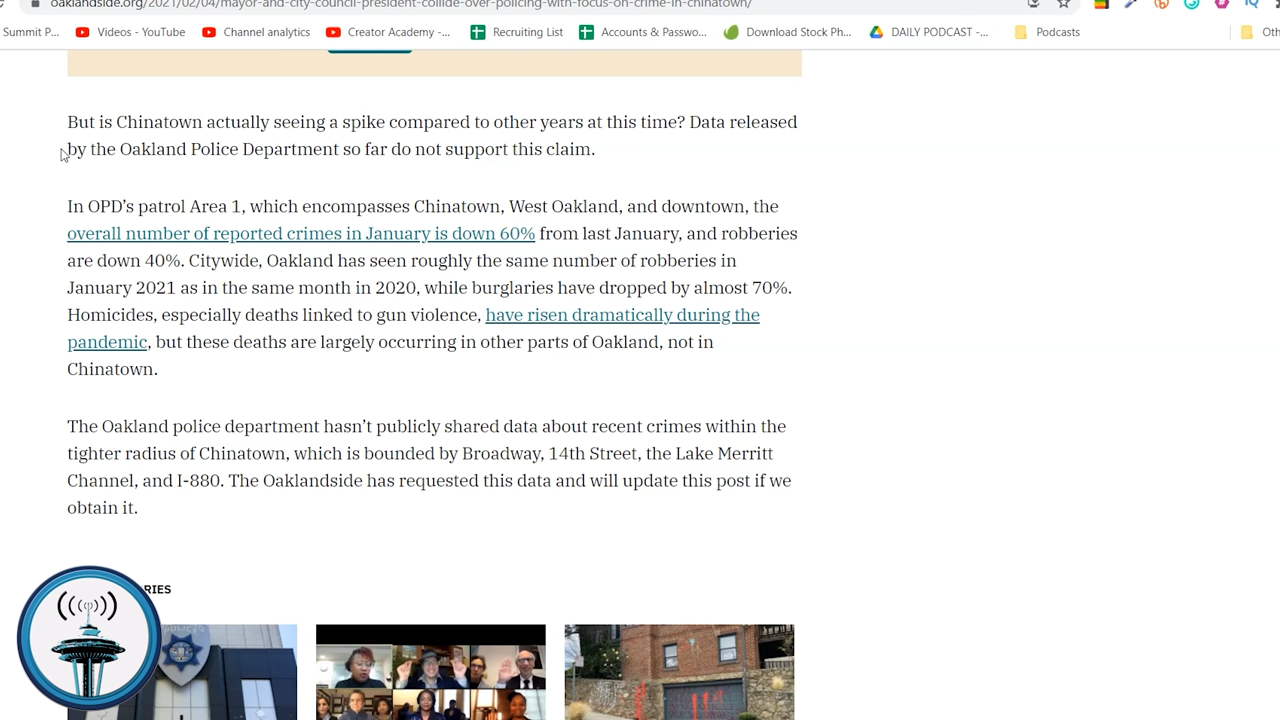 oaklandside.org/2021/02/04/mayor-and-city-council-president-collide-over-policing-with-focus-on-crime-in-chinatown/
Summit P... Videos - YouTube Channel analytics Creator Academy -... Recruiting List Accounts & Passwo... Download Stock Ph... DAILY PODCAST -... Podcasts Oth
But is Chinatown actually seeing a spike compared to other years at this time? Data released
by the Oakland Police Department so far do not support this claim.
In OPD’s patrol Area 1, which encompasses Chinatown, West Oakland, and downtown, the
overall number of reported crimes in January is down 60% from last January, and robberies
are down 40%. Citywide, Oakland has seen roughly the same number of robberies in
January 2021 as in the same month in 2020, while burglaries have dropped by almost 70%.
Homicides, especially deaths linked to gun violence, have risen dramatically during the
pandemic, but these deaths are largely occurring in other parts of Oakland, not in
Chinatown.
The Oakland police department hasn’t publicly shared data about recent crimes within the
tighter radius of Chinatown, which is bounded by Broadway, 14th Street, the Lake Merritt
Channel, and I-880. The Oaklandside has requested this data and will update this post if we
obtain it.
RIES